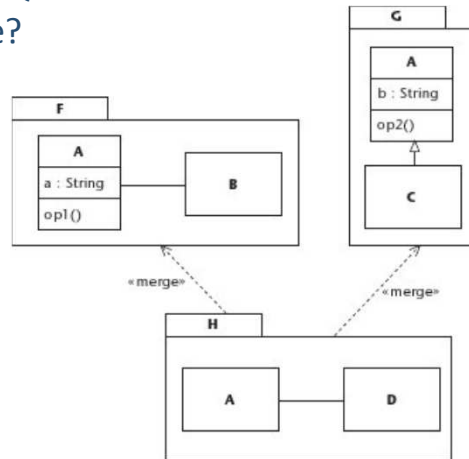 e?
F
A
a : String
op1()
B
G
A
b : String
op2()
C
«merge»
«merge»
H
A
D